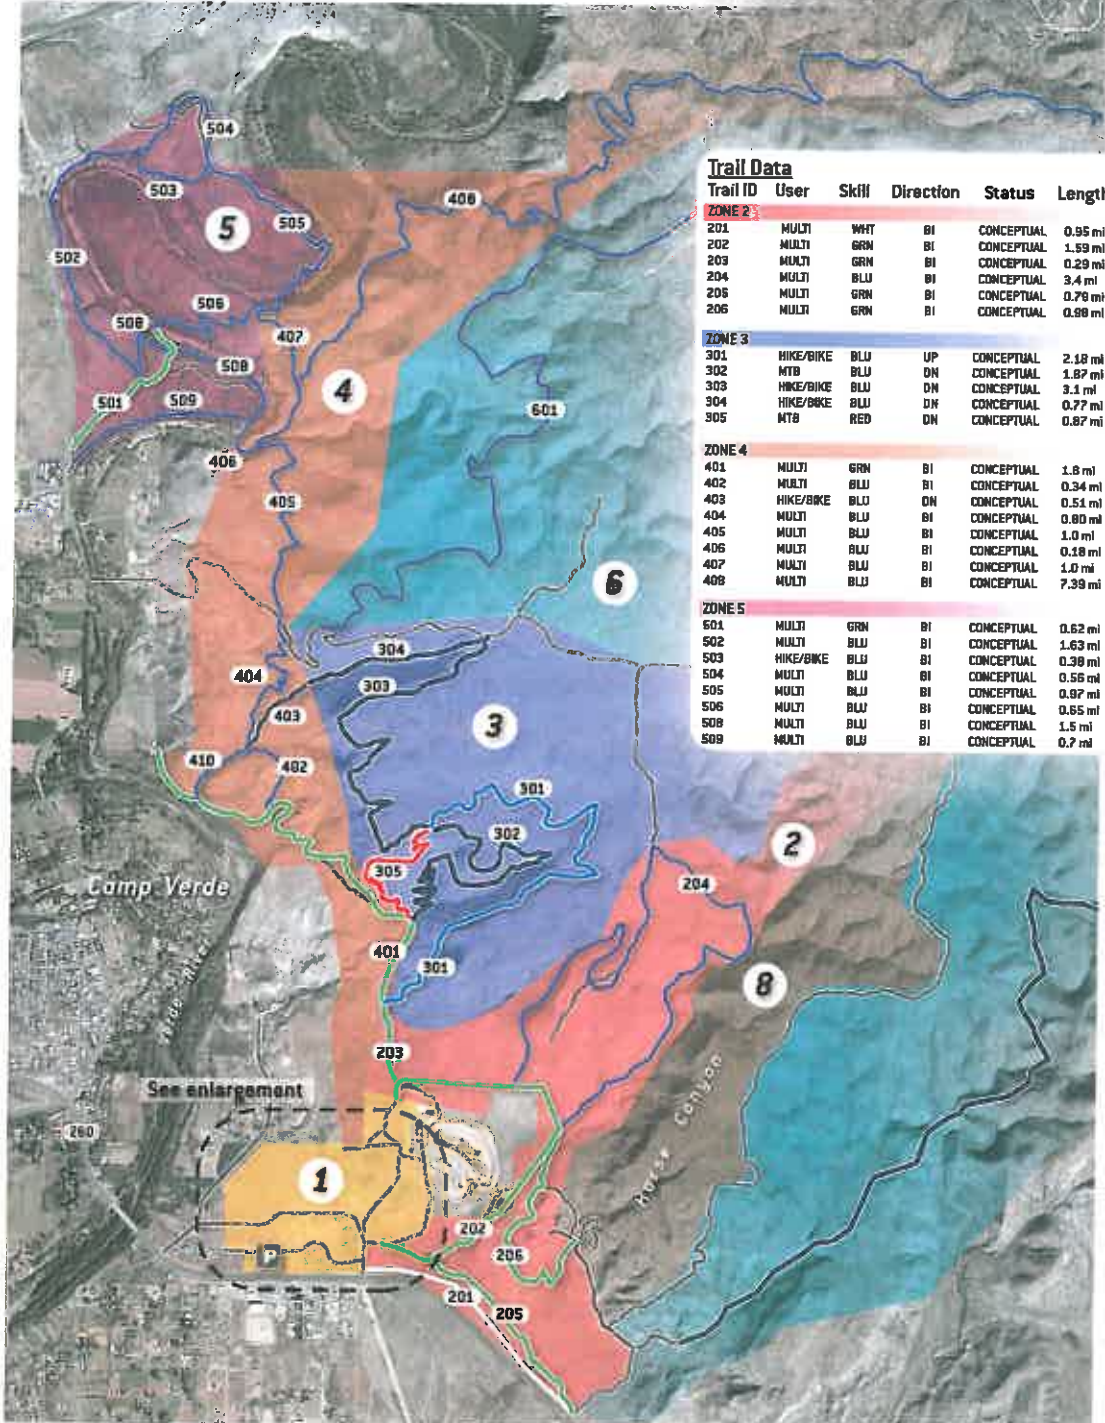 Trail Data
Trail ID User Skill Direction Status Length
ZONE 2
201 MULTI WHT BI CONCEPTUAL 0.95 mi
202 MULTI GRN BI CONCEPTUAL 1.59 mi
203 MULTI GRN BI CONCEPTUAL 0.29 mi
204 MULTI BLU BI CONCEPTUAL 3.4 mi
205 MULTI GRN BI CONCEPTUAL 0.79 mi
206 MULTI GRN BI CONCEPTUAL 0.98 mi
ZONE 3
301 HIKE/BIKE BLU UP CONCEPTUAL 2.18 mi
302 MTB BLU DN CONCEPTUAL 1.87 mi
303 HIKE/BIKE BLU DN CONCEPTUAL 3.1 mi
304 HIKE/BIKE BLU DN CONCEPTUAL 0.77 mi
305 MTB RED DN CONCEPTUAL 0.87 mi
ZONE 4
401 MULTI GRN BI CONCEPTUAL 1.8 mi
402 MULTI BLU BI CONCEPTUAL 0.34 mi
403 HIKE/BIKE BLU DN CONCEPTUAL 0.51 mi
404 MULTI BLU BI CONCEPTUAL 0.80 mi
405 MULTI BLU BI CONCEPTUAL 1.0 mi
406 MULTI BLU BI CONCEPTUAL 0.18 mi
407 MULTI BLU BI CONCEPTUAL 1.0 mi
408 MULTI BLU BI CONCEPTUAL 7.39 mi
ZONE 5
501 MULTI GRN BI CONCEPTUAL 0.62 mi
502 MULTI BLU BI CONCEPTUAL 1.63 mi
503 HIKE/BIKE BLU BI CONCEPTUAL 0.38 mi
504 MULTI BLU BI CONCEPTUAL 0.56 mi
505 MULTI BLU BI CONCEPTUAL 0.97 mi
506 MULTI BLU BI CONCEPTUAL 0.65 mi
508 MULTI BLU BI CONCEPTUAL 1.5 mi
509 MULTI BLU BI CONCEPTUAL 0.7 mi
504
503
408
5
505
502
506
508
407
508
4
501
509
601
406
405
6
304
404
303
403
3
410
402
301
302
2
305
204
Camp Verde
401
301
8
203
See enlargement
260
1
202
206
P
201
205